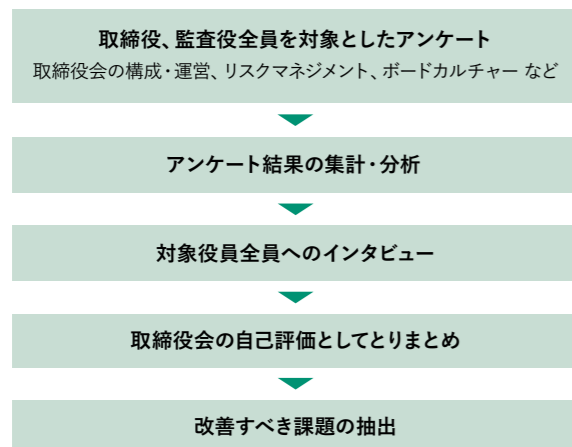 取締役、監査役全員を対象としたアンケート
取締役会の構成・運営、リスクマネジメント、ボードカルチャー など
アンケート結果の集計・分析
対象役員全員へのインタビュー
取締役会の自己評価としてとりまとめ
改善すべき課題の抽出